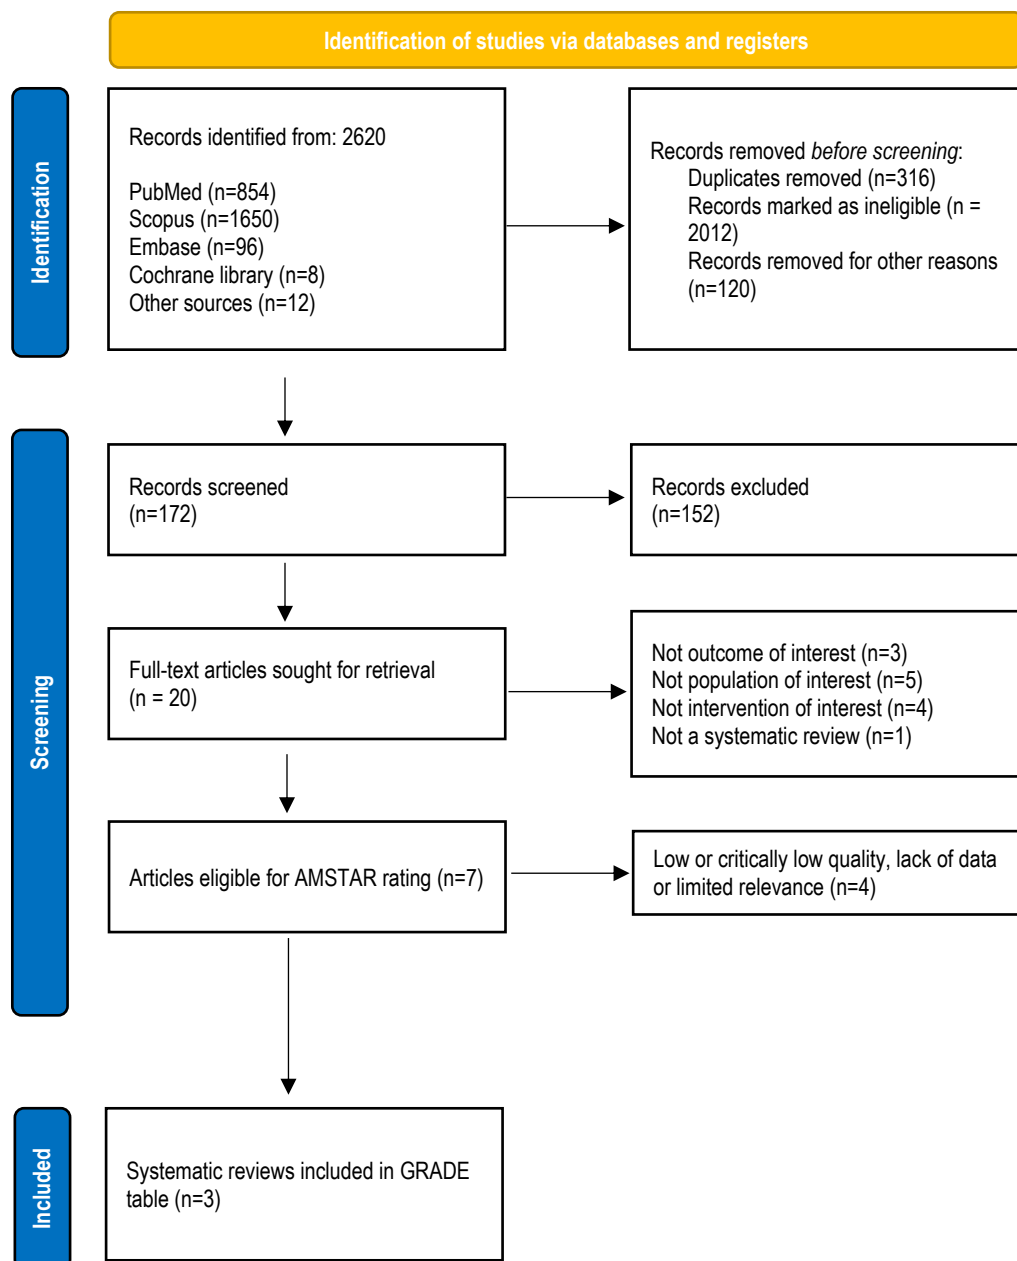 Identification of studies via databases and registers
Identification
Records identified from: 2620
PubMed (n=854)
Scopus (n=1650)
Embase (n=96)
Cochrane library (n=8)
Other sources (n=12)
Records removed before screening:
Duplicates removed (n=316)
Records marked as ineligible (n =
2012)
Records removed for other reasons
(n=120)
Screening
Records screened
(n=172)
Records excluded
(n=152)
Full-text articles sought for retrieval
(n = 20)
Not outcome of interest (n=3)
Not population of interest (n=5)
Not intervention of interest (n=4)
Not a systematic review (n=1)
Articles eligible for AMSTAR rating (n=7)
Low or critically low quality, lack of data
or limited relevance (n=4)
Included
Systematic reviews included in GRADE
table (n=3)